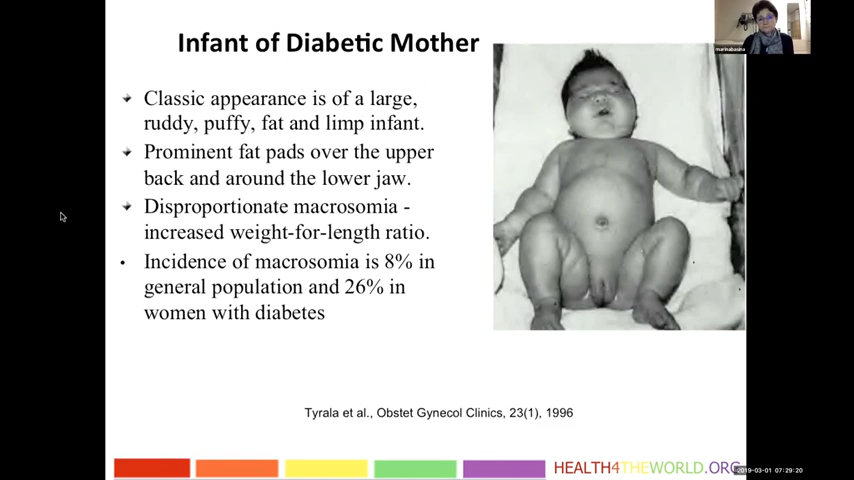 Infant of Diabetic Mother
Classic appearance is of a large,
ruddy, puffy, fat and limp infant.
Prominent fat pads over the upper
back and around the lower jaw.
Disproportionate macrosomia -
increased weight-for-length ratio.
Incidence of macrosomia is 8% in
general population and 26% in
women with diabetes
Tyrala et al., Obstet Gynecol Clinics, 23(1), 1996
HEALTH4THEWORLD.ORG
marinabasina
2019-03-01 07:29:20